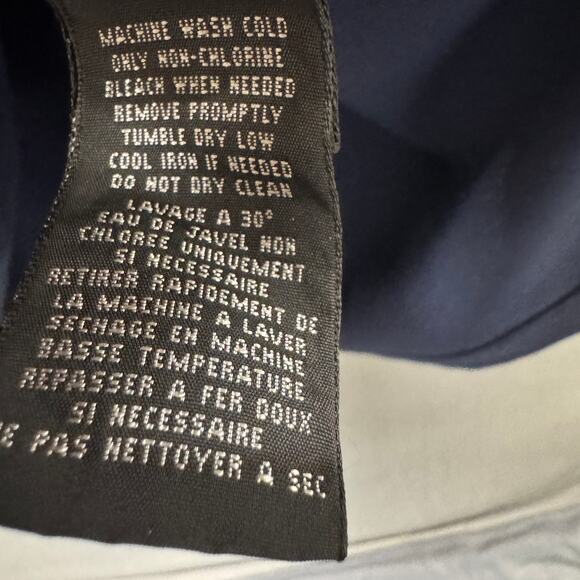 MACHINE WASH COLD
ONLY NON-CHLORINE
BLEACH WHEN NEEDED
REMOVE PROMPTLY
TUMBLE DRY LOW
COOL IRON IF NEEDED
DO NOT DRY CLEAN
LAVAGE A 30°
EAU DE JAVEL NON
CHLOREE UNIQUEMENT
SI NECESSAIRE
RETIRER RAPIDEMENT DE
LA MACHINE A LAVER
SECHAGE EN MACHINE
BASSE TEMPERATURE
REPASSER A FER DOUX
SI NECESSAIRE
NE PAS NETTOYER A SEC